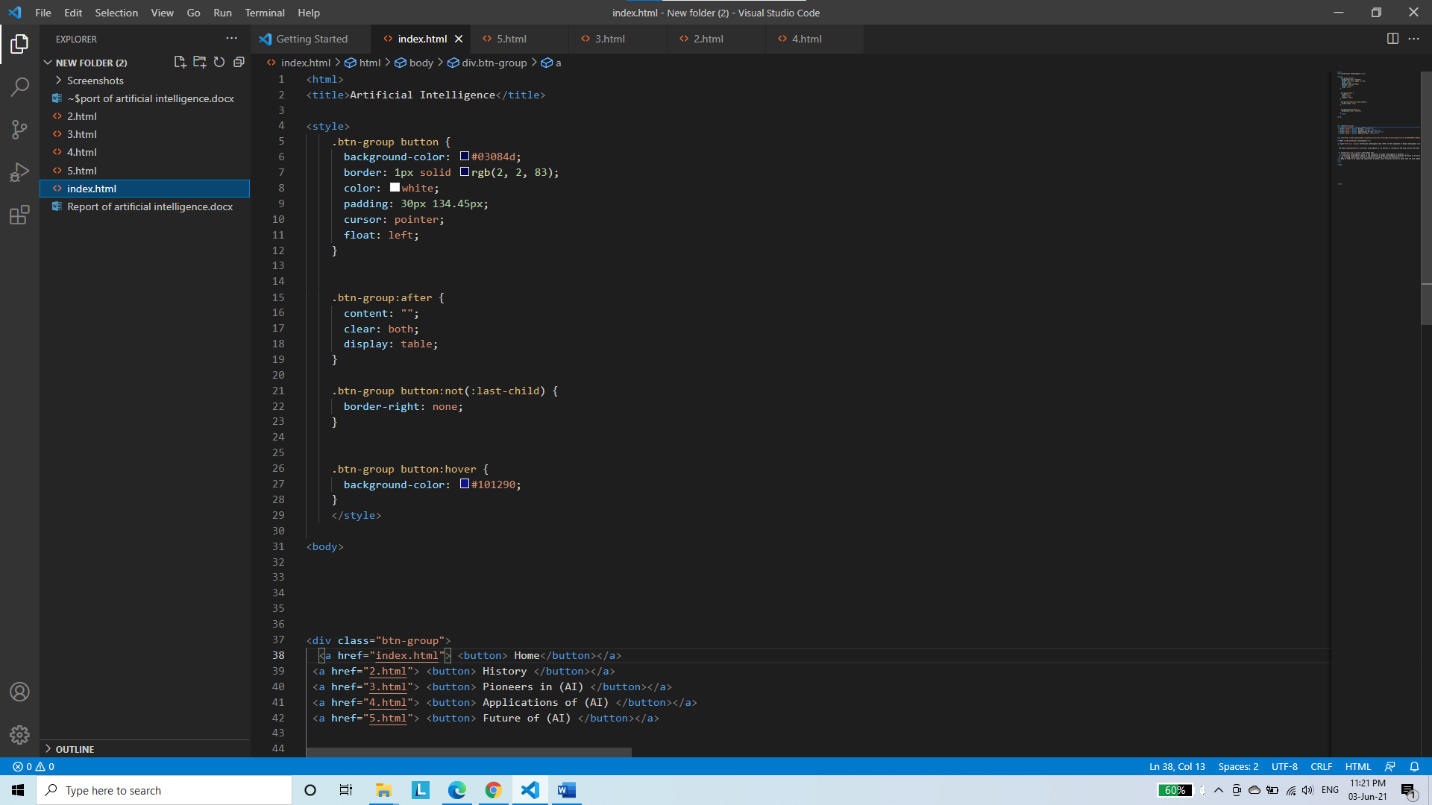 File Edit Selection View Go Run Terminal Help
index.html - New folder (2) - Visual Studio Code
EXPLORER
NEW FOLDER (2)
Screenshots
~$port of artificial intelligence.docx
2.html
3.html
4.html
5.html
index.html
Report of artificial intelligence.docx
OUTLINE
Getting Started index.html 5.html 3.html 2.html 4.html
index.html > html > body > div.btn-group > a
1 <html>
2 <title>Artificial Intelligence</title>
3
4 <style>
5 .btn-group button {
6 background-color: #03084d;
7 border: 1px solid rgb(2, 2, 83);
8 color: white;
9 padding: 30px 134.45px;
10 cursor: pointer;
11 float: left;
12 }
13
14
15 .btn-group:after {
16 content: "";
17 clear: both;
18 display: table;
19 }
20
21 .btn-group button:not(:last-child) {
22 border-right: none;
23 }
24
25
26 .btn-group button:hover {
27 background-color: #101290;
28 }
29 </style>
30
31 <body>
32
33
34
35
36
37 <div class="btn-group">
38 <a href="index.html"> <button> Home</button></a>
39 <a href="2.html"> <button> History </button></a>
40 <a href="3.html"> <button> Pioneers in (AI) </button></a>
41 <a href="4.html"> <button> Applications of (AI) </button></a>
42 <a href="5.html"> <button> Future of (AI) </button></a>
43
44
0 0
Ln 38, Col 13 Spaces: 2 UTF-8 CRLF HTML
Type here to search
L
60%
ENG
11:21 PM
03-Jun-21
1